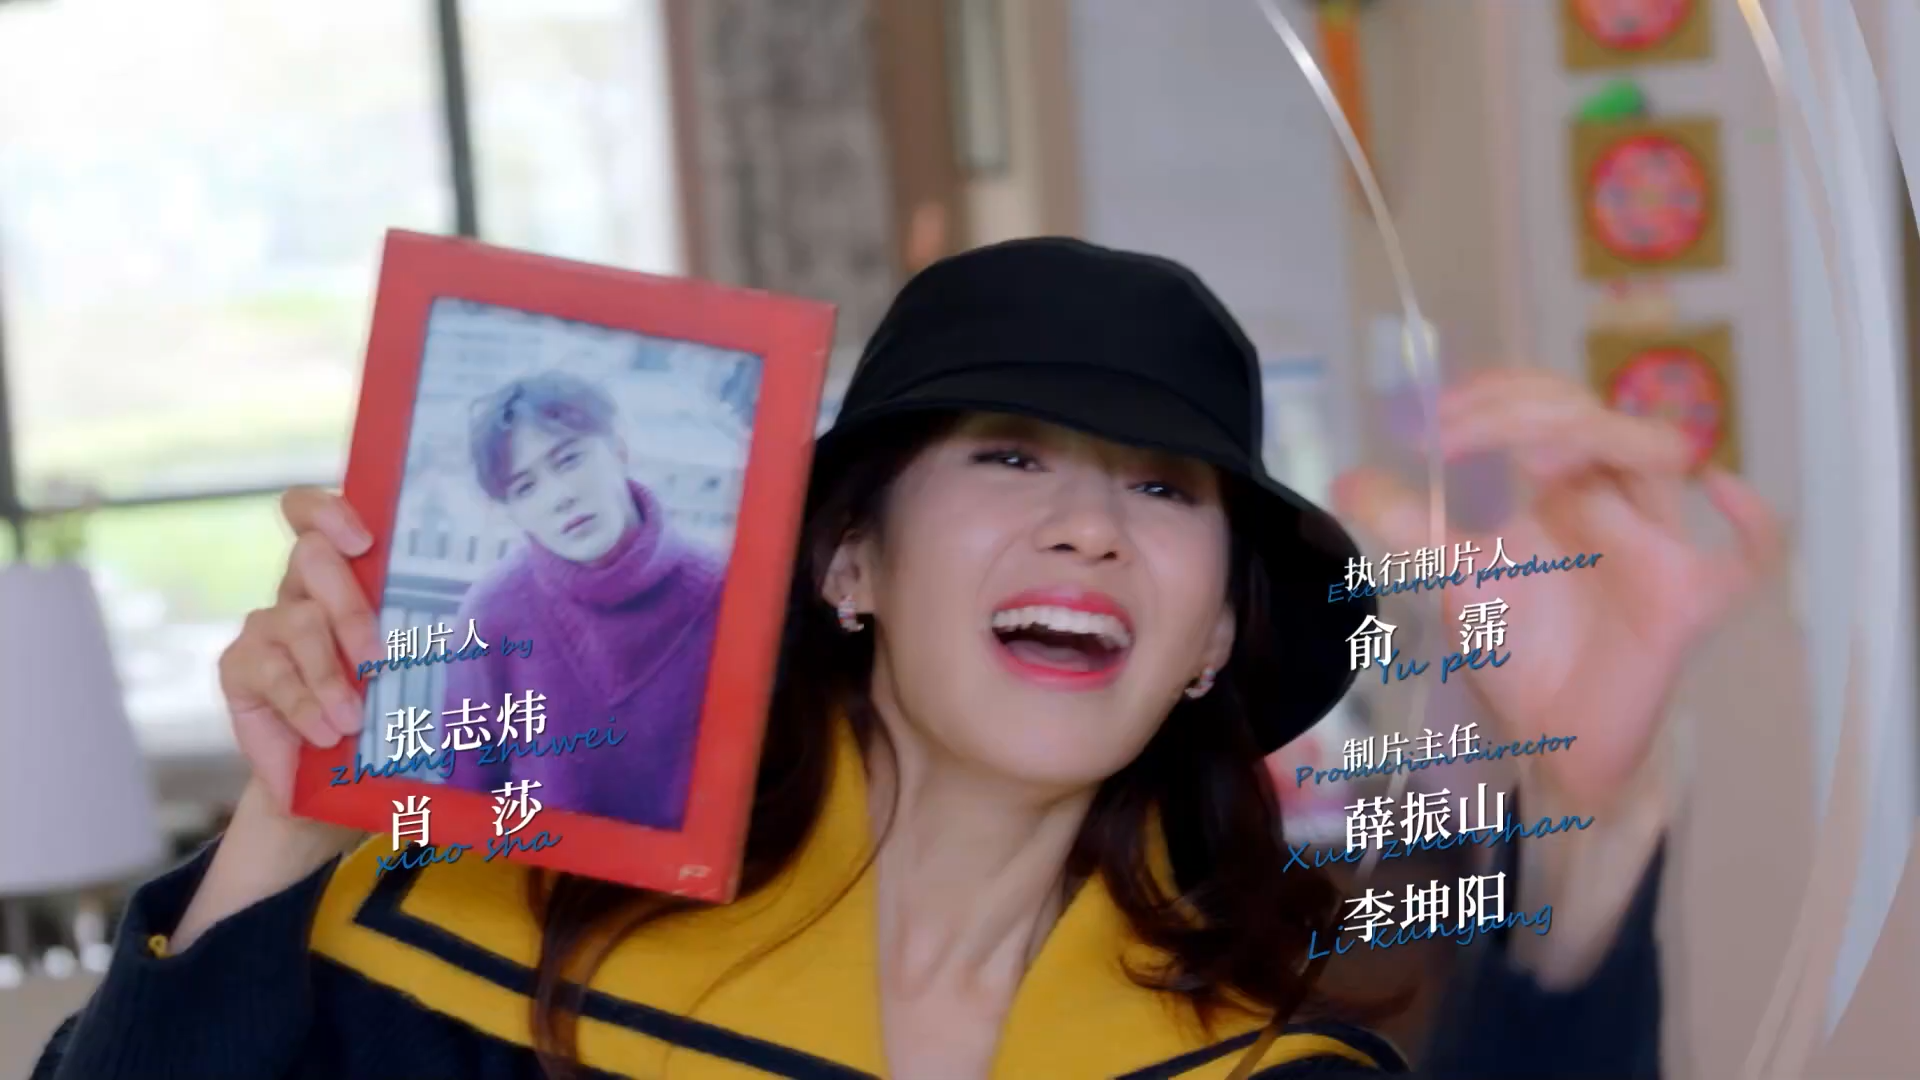 制片人
produced by
张志炜
zhang zhiwei
肖 莎
xiao sha
执行制片人
Executive producer
俞 霈
Yu pei
制片主任
Production director
薛振山
Xue zhenshan
李坤阳
Li kunyang